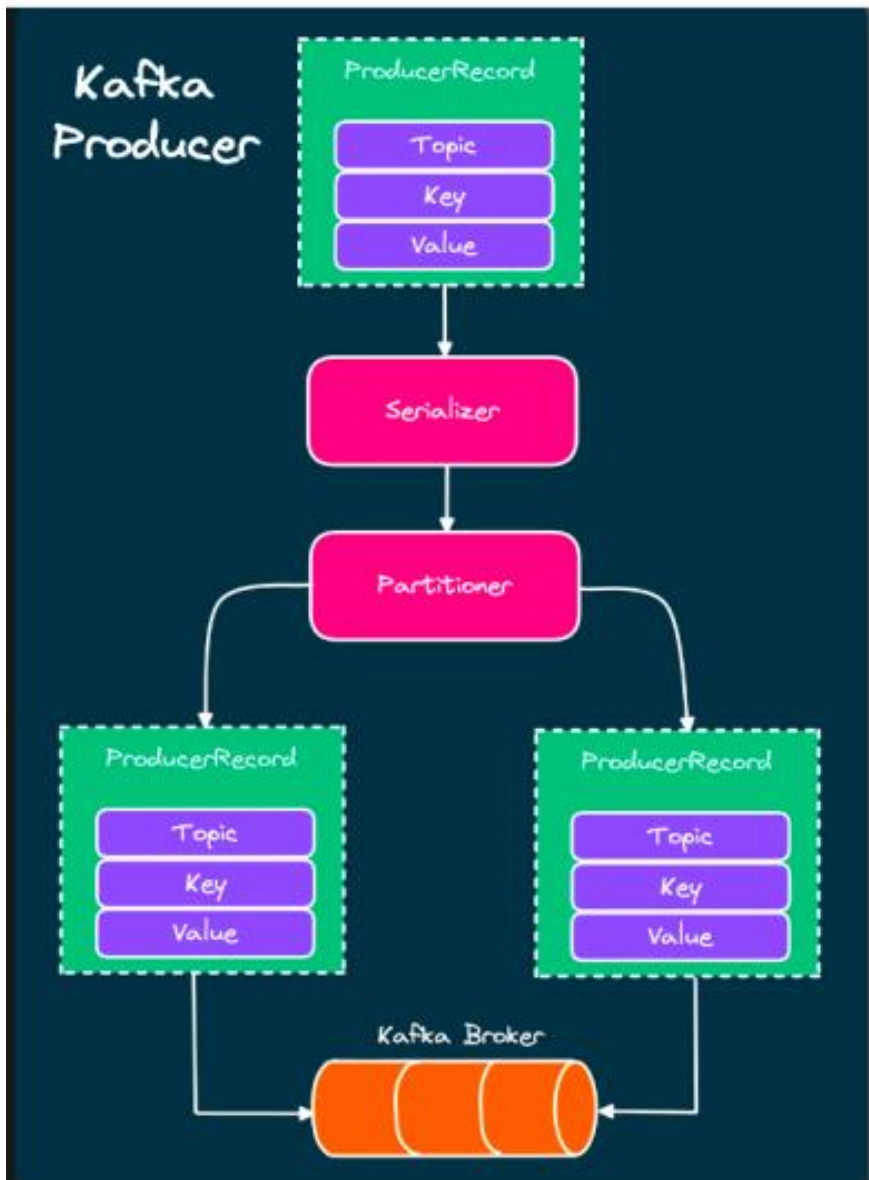 Kafka
Producer
ProducerRecord
Topic
Key
Value
Serializer
Partitioner
ProducerRecord
Topic
Key
Value
ProducerRecord
Topic
Key
Value
Kafka Broker